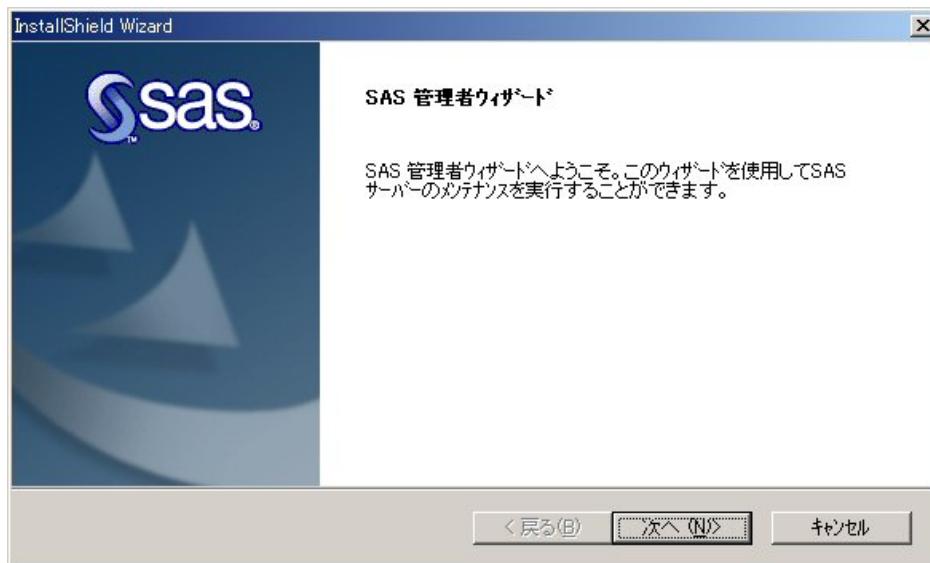 InstallShield Wizard
sas
TM
®
SAS 管理者ウィザード
SAS 管理者ウィザードへようこそ。このウィザードを使用してSAS
サーバーのメンテナンスを実行することができます。
< 戻る(B)
次へ (N)>
キャンセル